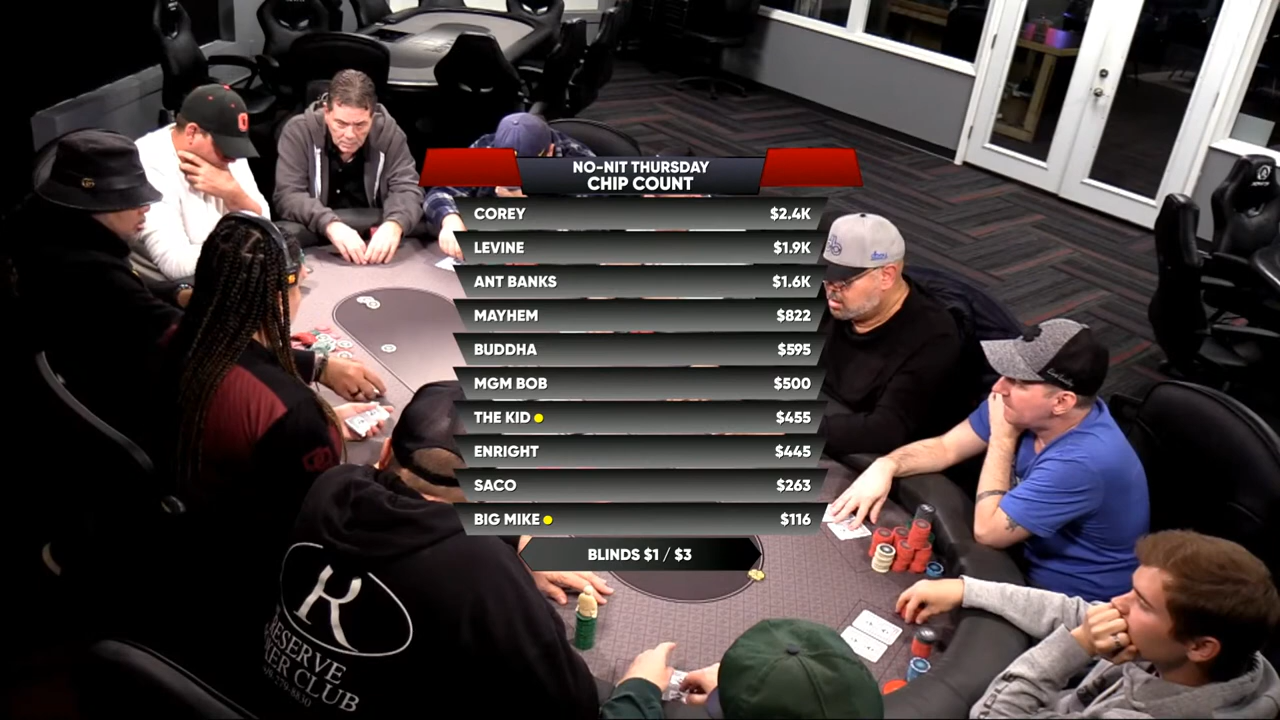 NO-NIT THURSDAY
CHIP COUNT
COREY $2.4K
LEVINE $1.9K
ANT BANKS $1.6K
MAYHEM $822
BUDDHA $595
MGM BOB $500
THE KID $455
ENRIGHT $445
SACO $263
BIG MIKE $116
BLINDS $1 / $3
K
RESERVE
CLUB